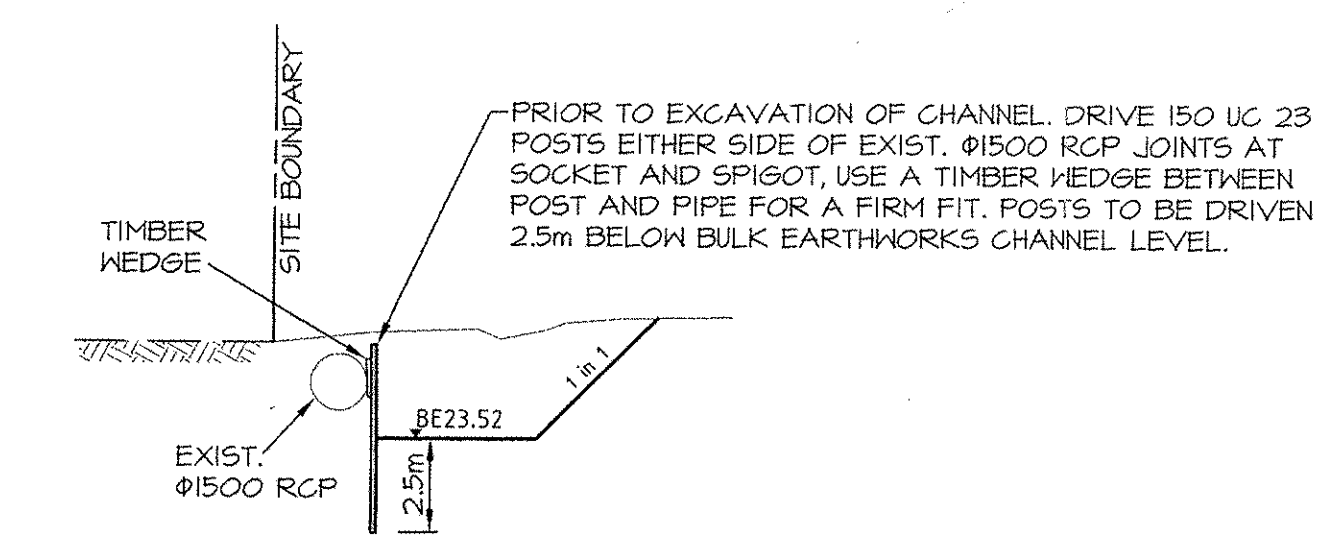 SITE BOUNDARY
PRIOR TO EXCAVATION OF CHANNEL. DRIVE 150 UC 23
POSTS EITHER SIDE OF EXIST. Φ1500 RCP JOINTS AT
SOCKET AND SPIGOT, USE A TIMBER WEDGE BETWEEN
POST AND PIPE FOR A FIRM FIT. POSTS TO BE DRIVEN
2.5m BELOW BULK EARTHWORKS CHANNEL LEVEL.
TIMBER
WEDGE
1 in 1
BE23.52
EXIST.
Φ1500 RCP
2.5m